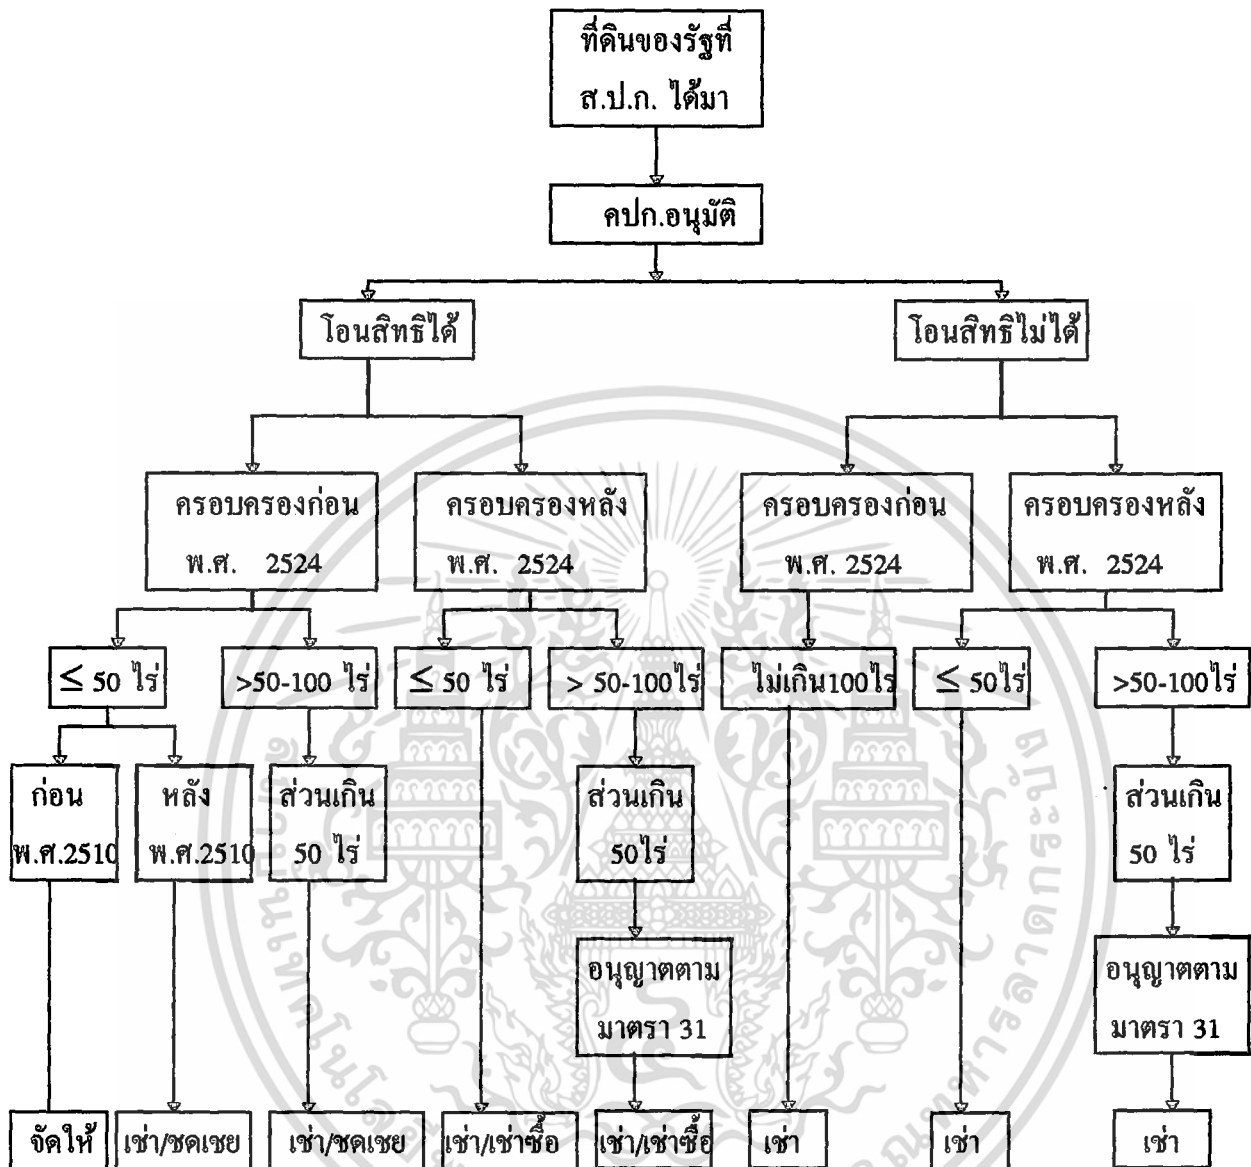 ที่ดินของรัฐที่
ส.ป.ก. ได้มา
คปก.อนุมัติ
โอนสิทธิได้
โอนสิทธิไม่ได้
ครอบครองก่อน
พ.ศ. 2524
ครอบครองหลัง
พ.ศ. 2524
ครอบครองก่อน
พ.ศ. 2524
ครอบครองหลัง
พ.ศ. 2524
≤ 50 ไร่
>50-100 ไร่
≤ 50 ไร่
> 50-100ไร่
ไม่เกิน100ไร่
≤ 50ไร่
>50-100ไร่
ก่อน
พ.ศ.2510
หลัง
พ.ศ.2510
ส่วนเกิน
50 ไร่
ส่วนเกิน
50ไร่
ส่วนเกิน
50 ไร่
อนุญาตตาม
มาตรา 31
อนุญาตตาม
มาตรา 31
จัดให้
เช่า/ชดเชย
เช่า/ชดเชย
เช่า/เช่าซื้อ
เช่า/เช่าซื้อ
เช่า
เช่า
เช่า